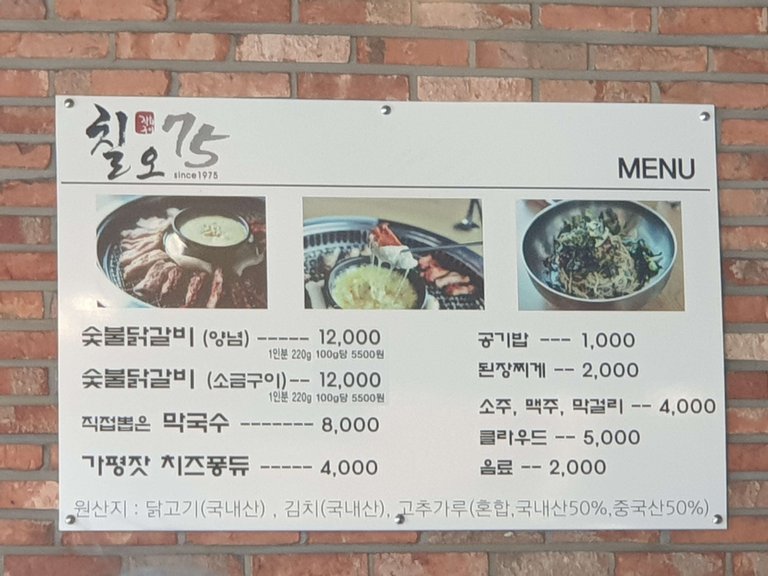 칠오 75
since1975
MENU
숯불닭갈비 (양념) ----- 12,000
1인분 220g 100g당 5500원
숯불닭갈비 (소금구이)-- 12,000
1인분 220g 100g당 5500원
직접뽑은 막국수 ------- 8,000
가평잣 치즈퐁듀 ----- 4,000
공기밥 --- 1,000
된장찌게 -- 2,000
소주, 맥주, 막걸리 -- 4,000
클라우드 -- 5,000
음료 -- 2,000
원산지 : 닭고기(국내산) , 김치(국내산), 고추가루(혼합,국내산50%,중국산50%)